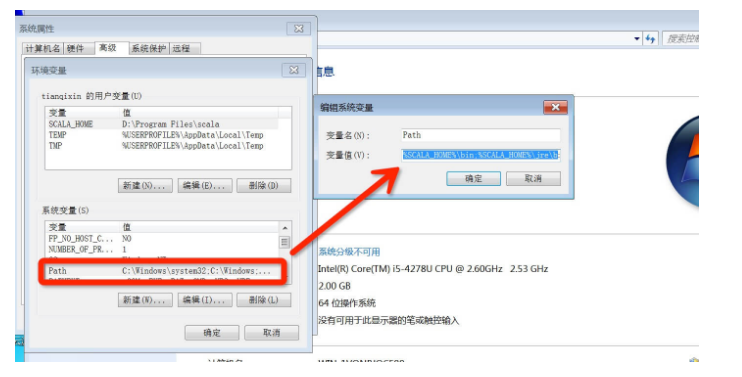 系统属性
计算机名 硬件 高级 系统保护 远程
环境变量
tianqixin 的用户变量(U)
变量 值
SCALA_HOME D:\Program Files\scala
TEMP %USERPROFILE%\AppData\Local\Temp
TMP %USERPROFILE%\AppData\Local\Temp
新建(N)... 编辑(E)... 删除(D)
系统变量(S)
变量 值
FP_NO_HOST_C... NO
NUMBER_OF_PR... 1
Path C:\Windows\system32;C:\Windows;...
新建(W)... 编辑(I)... 删除(L)
确定 取消
搜索控
信息
编辑系统变量
变量名(N): Path
变量值(V): %SCALA_HOME%\bin;%SCALA_HOME%\jre\b
确定 取消
系统分级不可用
Intel(R) Core(TM) i5-4278U CPU @ 2.60GHz 2.53 GHz
2.00 GB
64 位操作系统
没有可用于此显示器的笔或触控输入